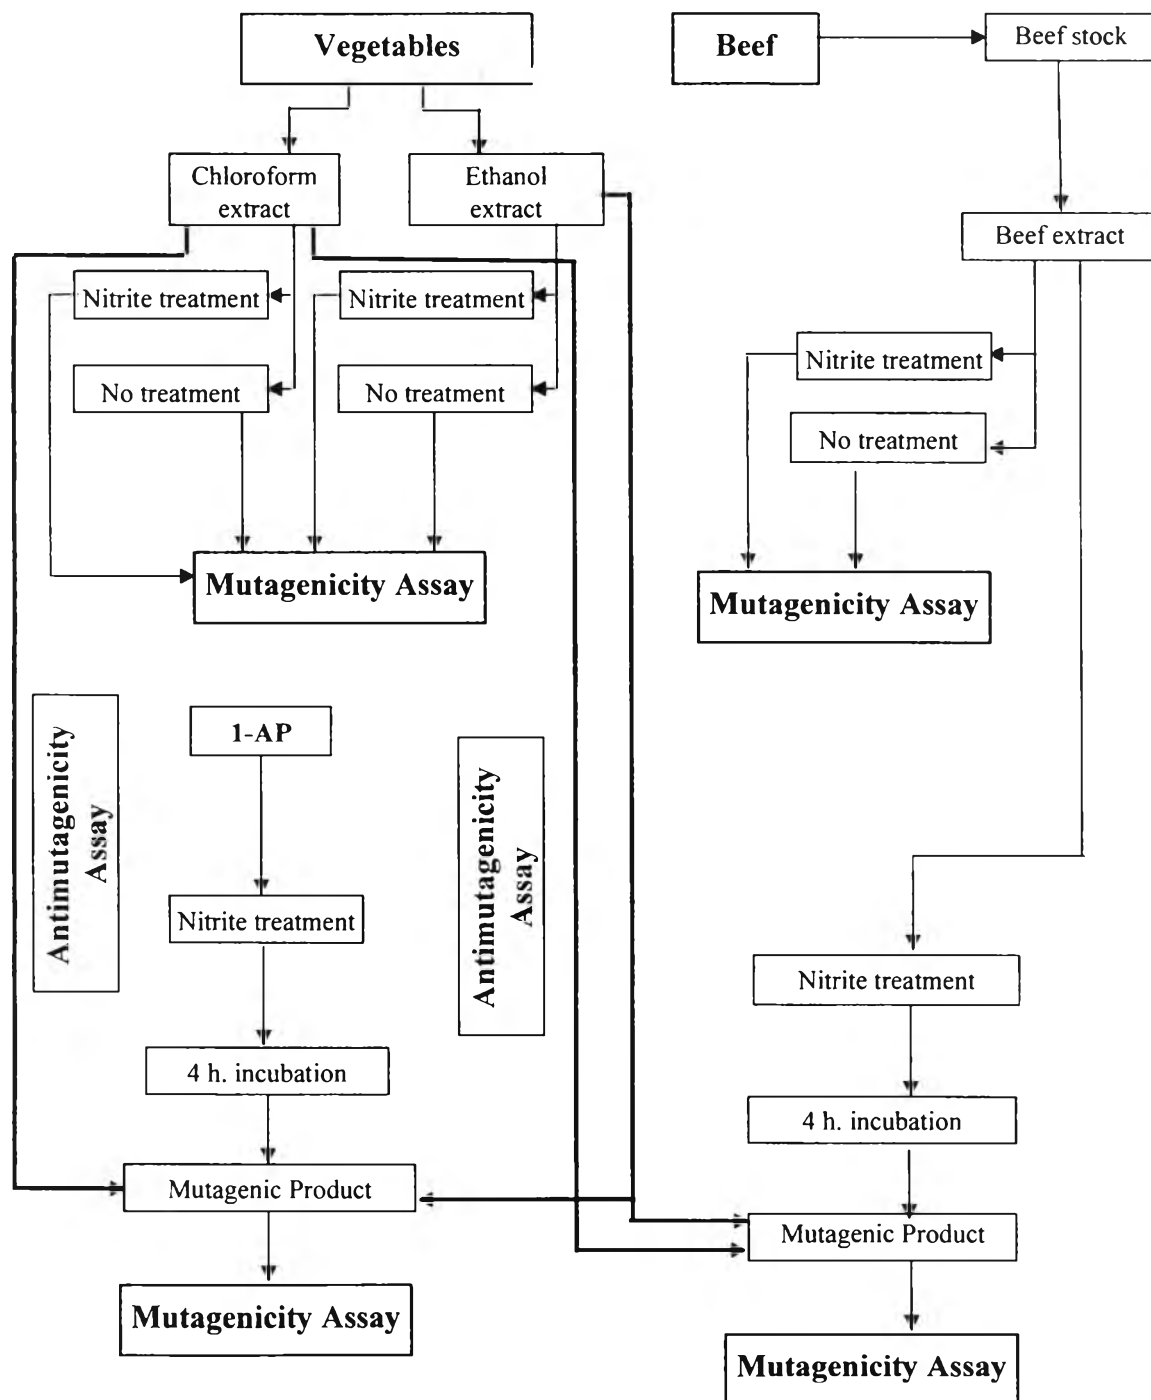 Vegetables
Beef
Beef stock
Chloroform
extract
Ethanol
extract
Beef extract
Nitrite treatment
Nitrite treatment
No treatment
No treatment
Nitrite treatment
No treatment
Mutagenicity Assay
Mutagenicity Assay
Antimutagenicity
Assay
1-AP
Nitrite treatment
4 h. incubation
Mutagenic Product
Mutagenicity Assay
Antimutagenicity
Assay
Nitrite treatment
4 h. incubation
Mutagenic Product
Mutagenicity Assay